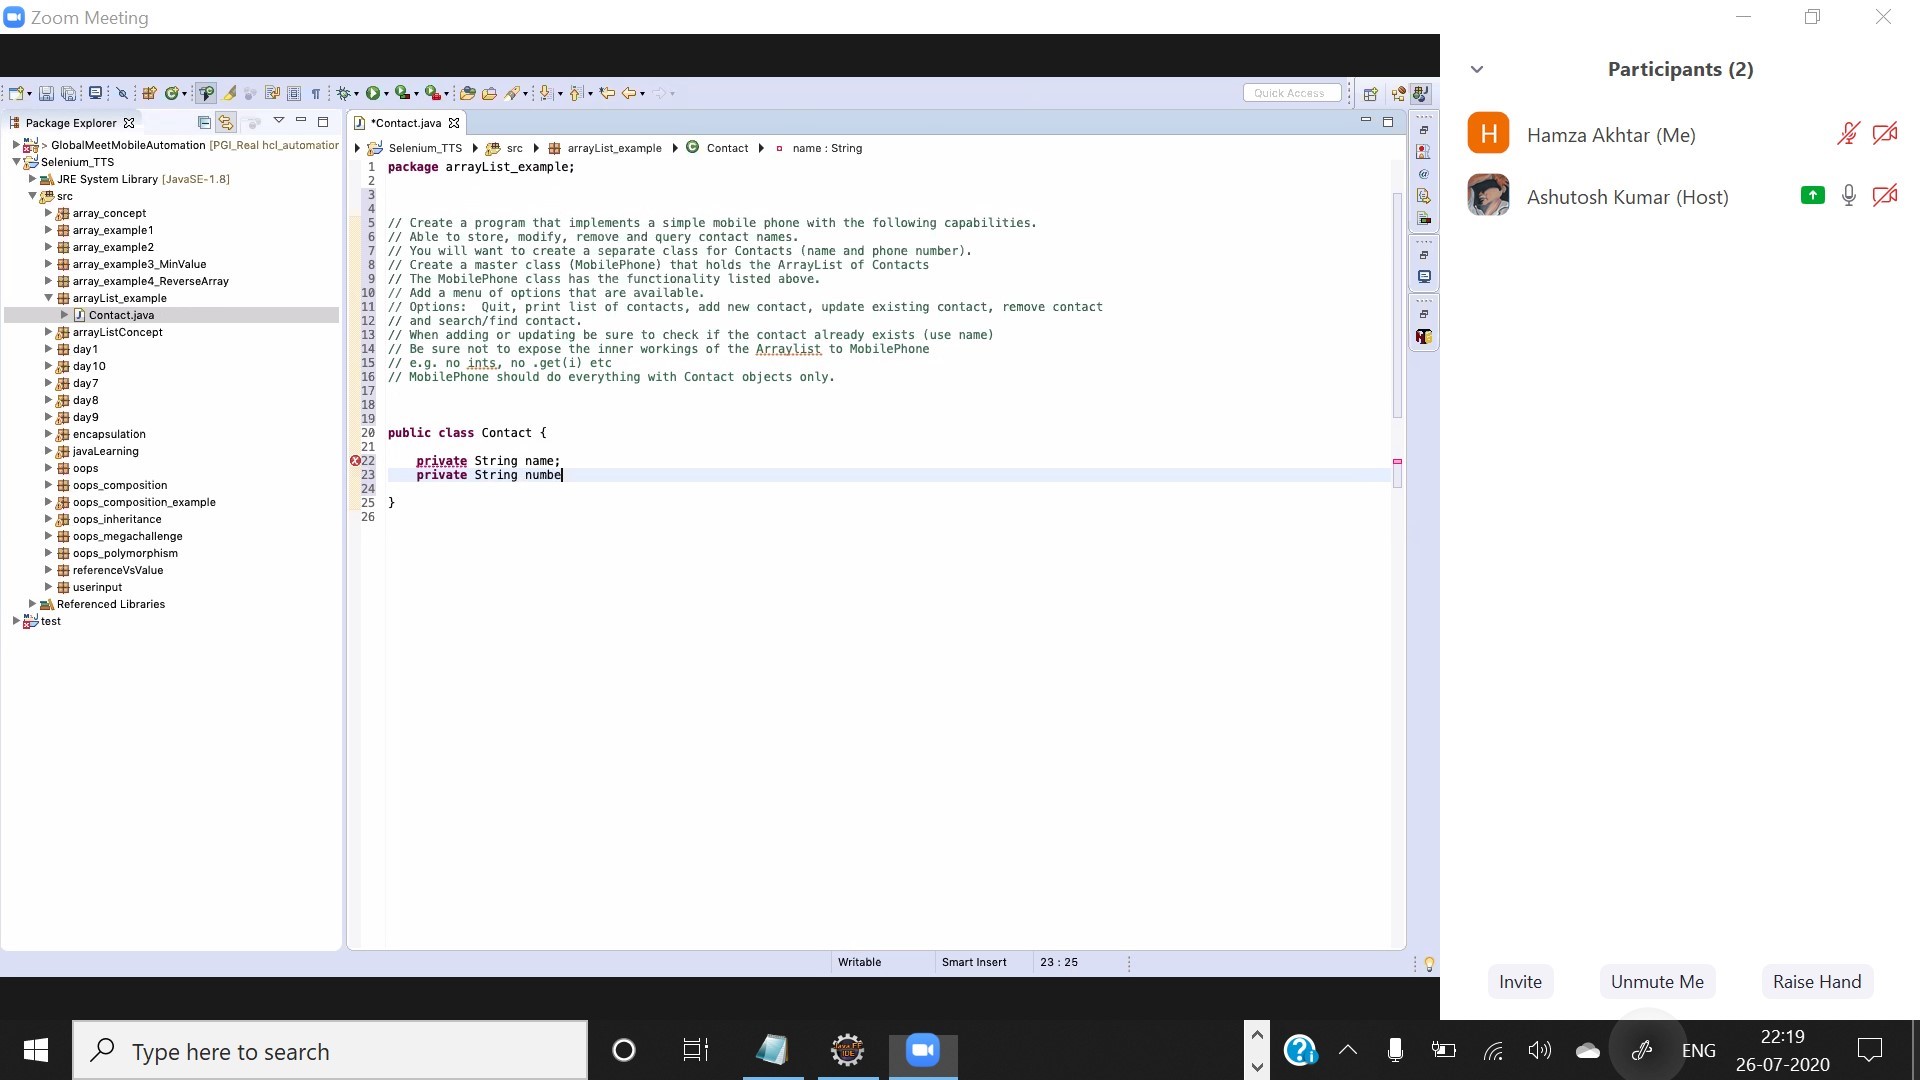 Zoom Meeting
Quick Access
Package Explorer
> GlobalMeetMobileAutomation [PGI_Real hcl_automation
Selenium_TTS
JRE System Library [JavaSE-1.8]
src
array_concept
array_example1
array_example2
array_example3_MinValue
array_example4_ReverseArray
arrayList_example
Contact.java
arrayListConcept
day1
day10
day7
day8
day9
encapsulation
javaLearning
oops
oops_composition
oops_composition_example
oops_inheritance
oops_megachallenge
oops_polymorphism
referenceVsValue
userinput
Referenced Libraries
test
*Contact.java
Selenium_TTS src arrayList_example Contact name : String
1 package arrayList_example;
2
3
4
5 // Create a program that implements a simple mobile phone with the following capabilities.
6 // Able to store, modify, remove and query contact names.
7 // You will want to create a separate class for Contacts (name and phone number).
8 // Create a master class (MobilePhone) that holds the ArrayList of Contacts
9 // The MobilePhone class has the functionality listed above.
10 // Add a menu of options that are available.
11 // Options:  Quit, print list of contacts, add new contact, update existing contact, remove contact
12 // and search/find contact.
13 // When adding or updating be sure to check if the contact already exists (use name)
14 // Be sure not to expose the inner workings of the Arraylist to MobilePhone
15 // e.g. no ints, no .get(i) etc
16 // MobilePhone should do everything with Contact objects only.
17
18
19
20 public class Contact {
21
22 private String name;
23 private String numbe
24
25 }
26
Writable Smart Insert 23 : 25
Participants (2)
H Hamza Akhtar (Me)
Ashutosh Kumar (Host)
Invite Unmute Me Raise Hand
Type here to search
Java EE
IDE
ENG
22:19
26-07-2020